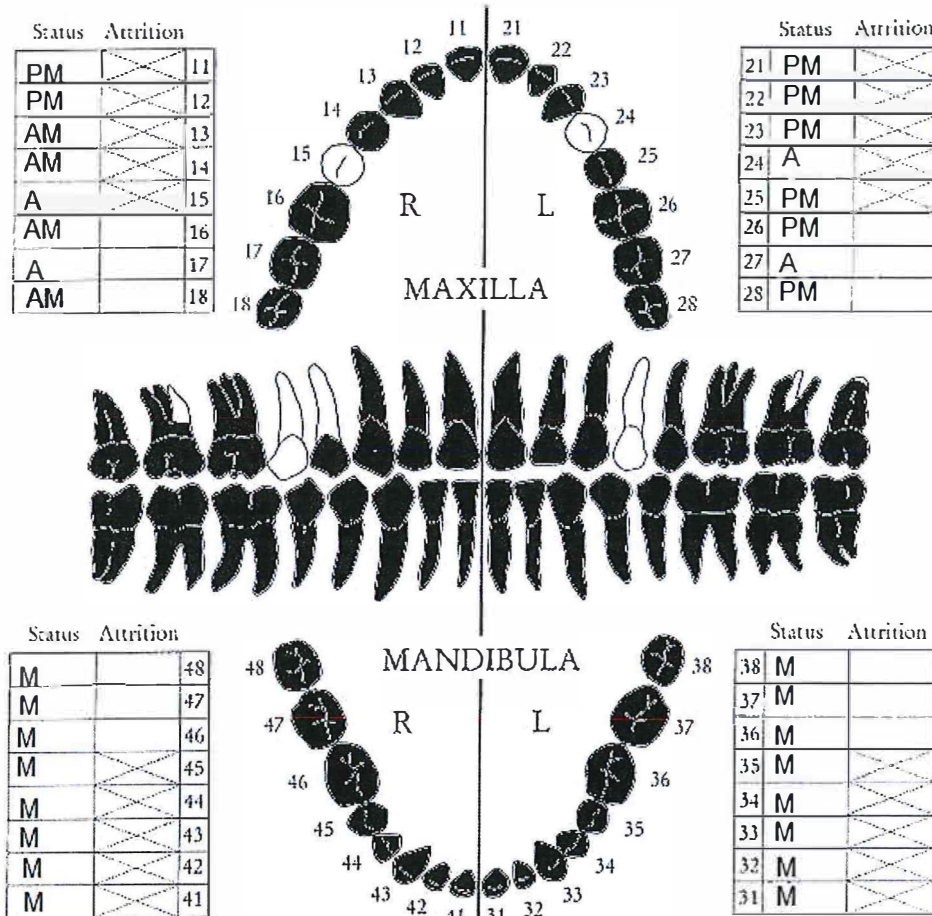 Status Attrition
PM 11
PM 12
AM 13
AM 14
A 15
AM 16
A 17
AM 18
11
12
13
14
15
16
17
18
R
21
22
23
24
25
26
27
28
L
MAXILLA
Status Attrition
21 PM
22 PM
23 PM
24 A
25 PM
26 PM
27 A
28 PM
Status Attrition
M 48
M 47
M 46
M 45
M 44
M 43
M 42
M 41
MANDIBULA
48
47
46
45
44
43
42
41
R
38
37
36
35
34
33
32
31
L
Status Attrition
38 M
37 M
36 M
35 M
34 M
33 M
32 M
31 M